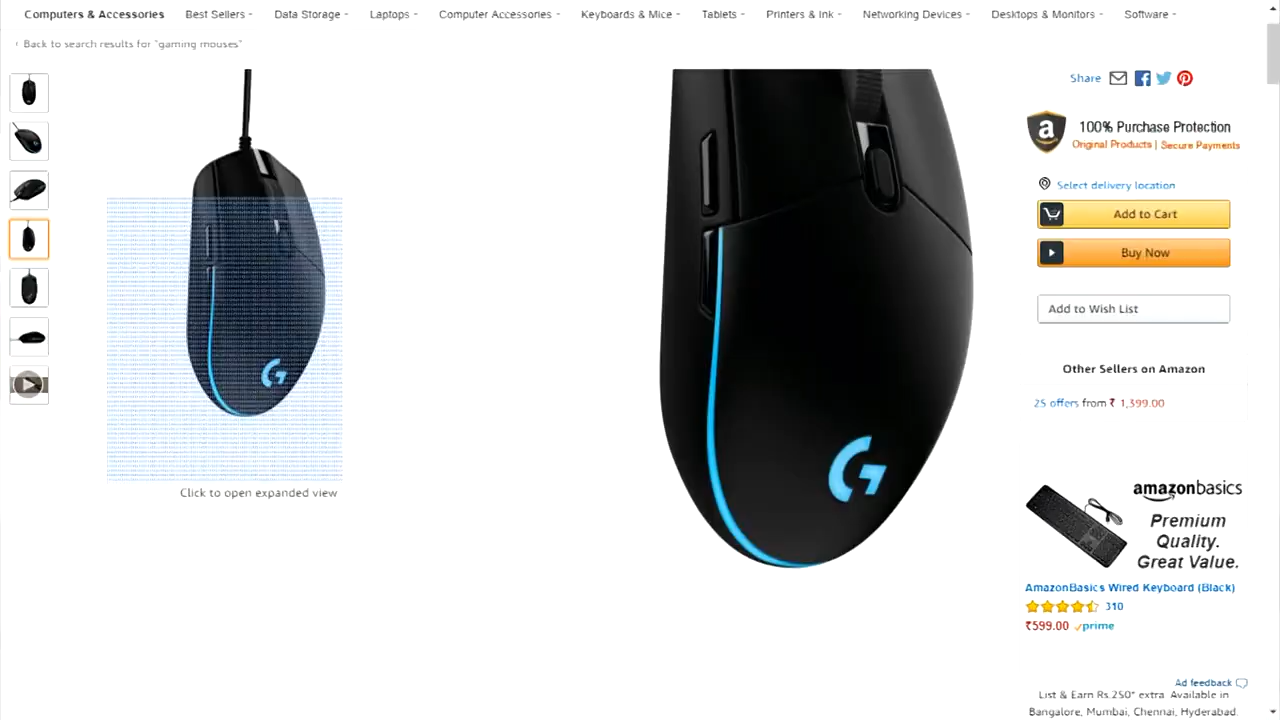 Computers & Accessories Best Sellers Data Storage Laptops Computer Accessories Keyboards & Mice Tablets Printers & Ink Networking Devices Desktops & Monitors Software
Back to search results for "gaming mouses"
Share
100% Purchase Protection
Original Products | Secure Payments
Select delivery location
Add to Cart
Buy Now
Add to Wish List
Other Sellers on Amazon
25 offers from ₹ 1,399.00
Click to open expanded view
amazonbasics
Premium
Quality.
Great Value.
AmazonBasics Wired Keyboard (Black)
310
₹599.00 prime
Ad feedback
List & Earn Rs.250* extra. Available in
Bangalore, Mumbai, Chennai, Hyderabad.